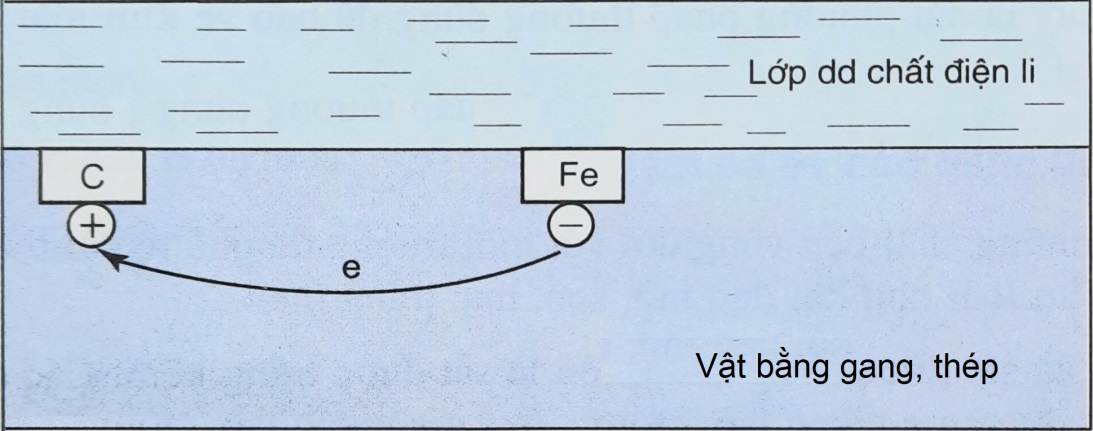 Lớp dd chất điện li
C
Fe
+
−
e
Vật bằng gang, thép